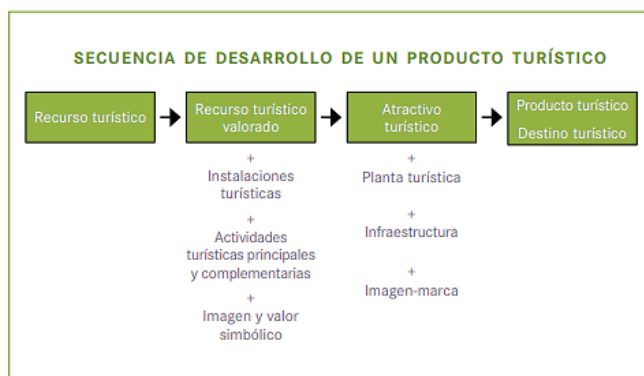 SECUENCIA DE DESARROLLO DE UN PRODUCTO TURÍSTICO
Recurso turístico
Recurso turístico
valorado
Atractivo
turístico
Producto turístico
Destino turístico
+
Instalaciones
turísticas
+
Actividades
turísticas principales
y complementarias
+
Imagen y valor
simbólico
+
Planta turística
+
Infraestructura
+
Imagen-marca